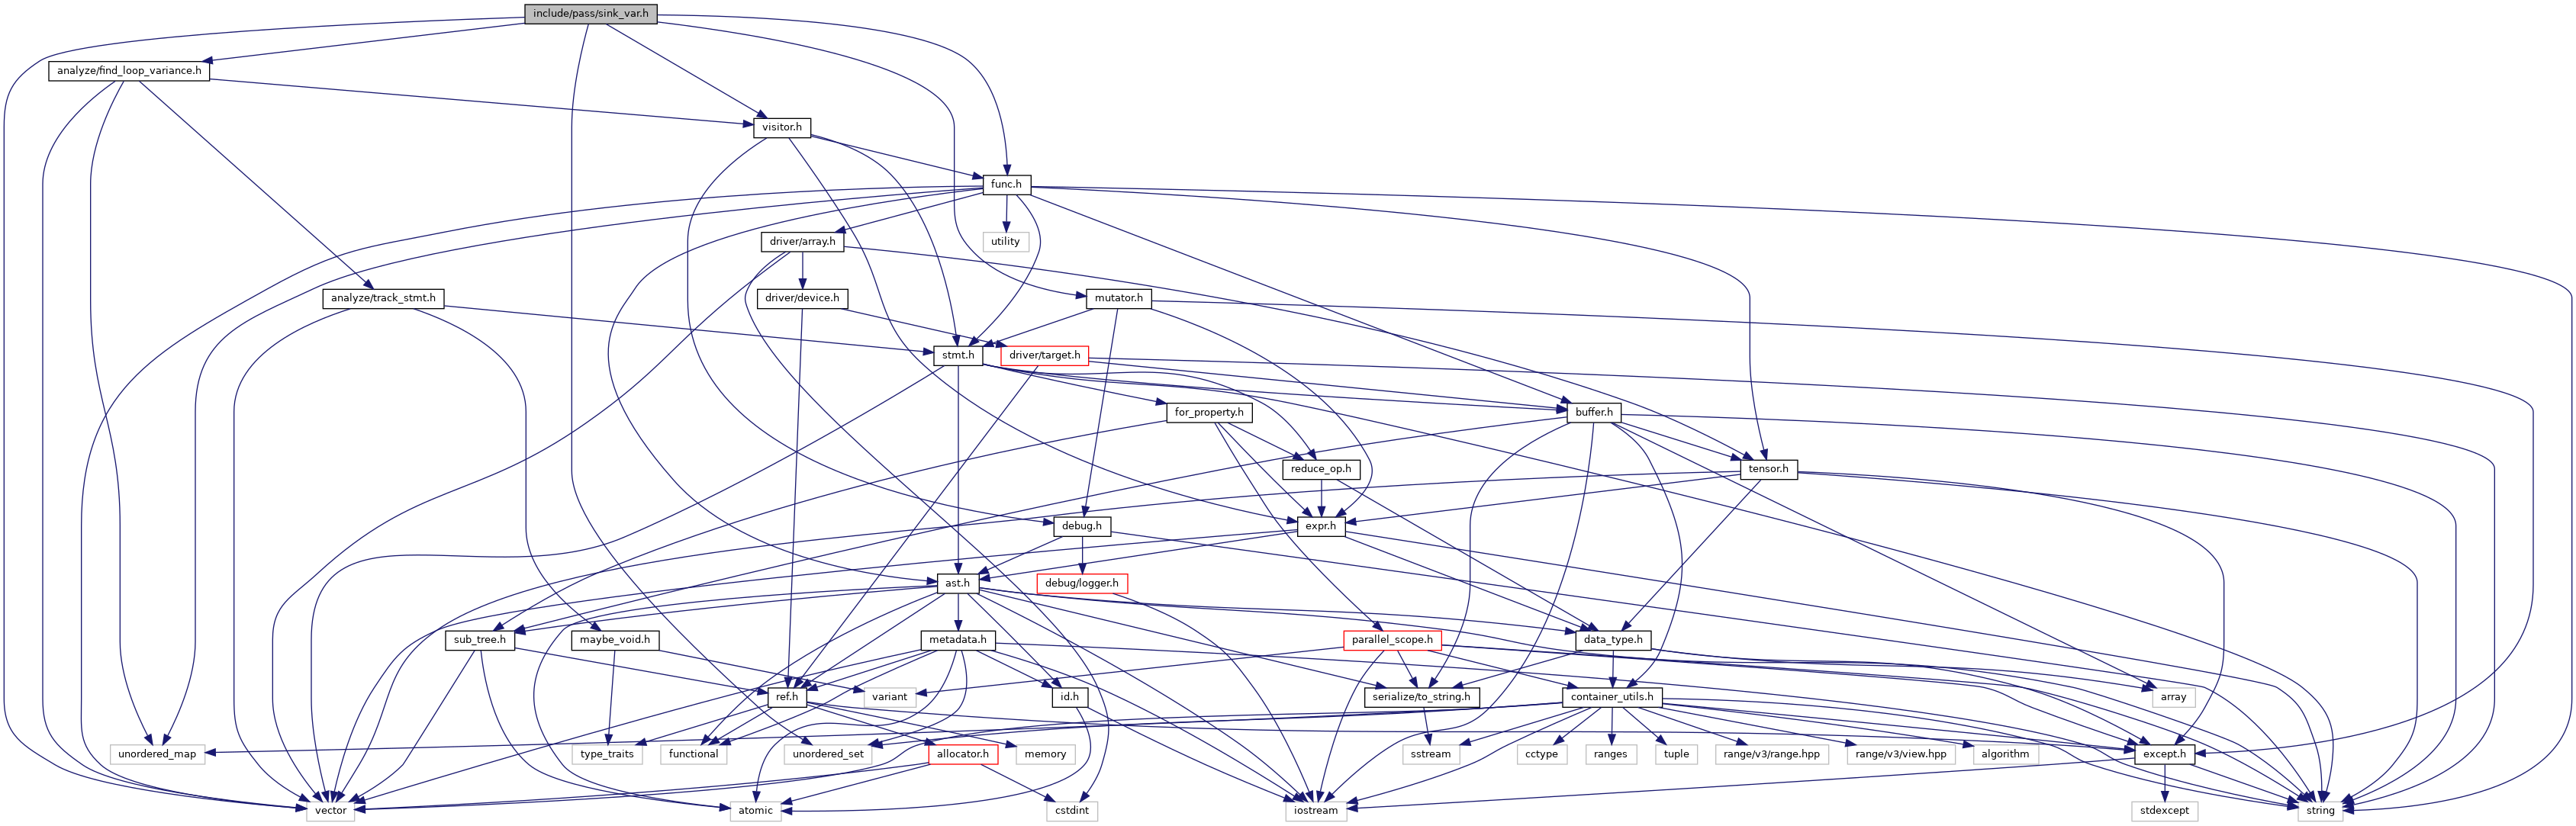 include/pass/sink_var.h
analyze/find_loop_variance.h
visitor.h
func.h
driver/array.h
utility
analyze/track_stmt.h
driver/device.h
mutator.h
stmt.h
driver/target.h
for_property.h
buffer.h
reduce_op.h
tensor.h
debug.h
expr.h
ast.h
debug/logger.h
sub_tree.h
maybe_void.h
metadata.h
parallel_scope.h
data_type.h
ref.h
variant
id.h
serialize/to_string.h
container_utils.h
array
unordered_map
type_traits
functional
unordered_set
allocator.h
memory
sstream
cctype
ranges
tuple
range/v3/range.hpp
range/v3/view.hpp
algorithm
except.h
vector
atomic
cstdint
iostream
stdexcept
string